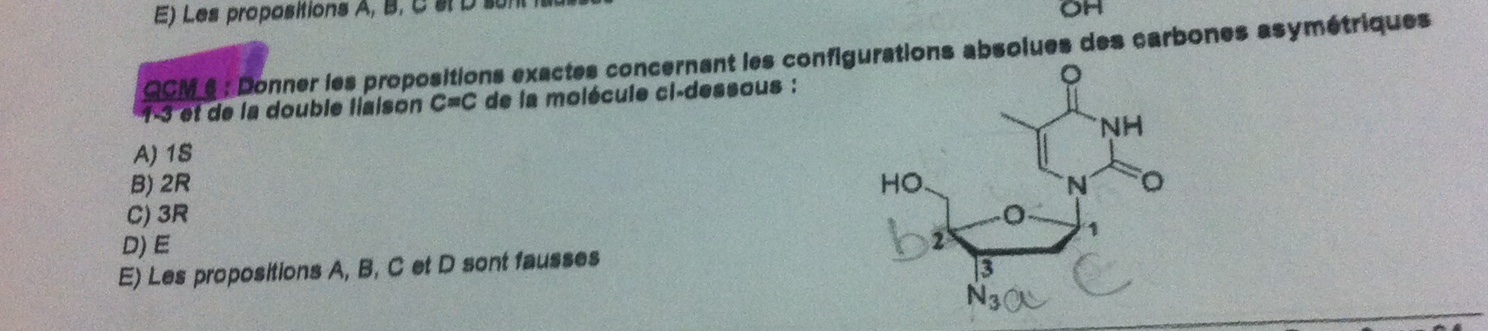 E) Les propositions A, B, C et D sont fausses
OH
QCM 6 : Donner les propositions exactes concernant les configurations absolues des carbones asymétriques
1-3 et de la double liaison C=C de la molécule ci-dessous :
A) 1S
B) 2R
C) 3R
D) E
E) Les propositions A, B, C et D sont fausses
O
NH
N
O
HO
O
1
b 2
3
N3 a
c